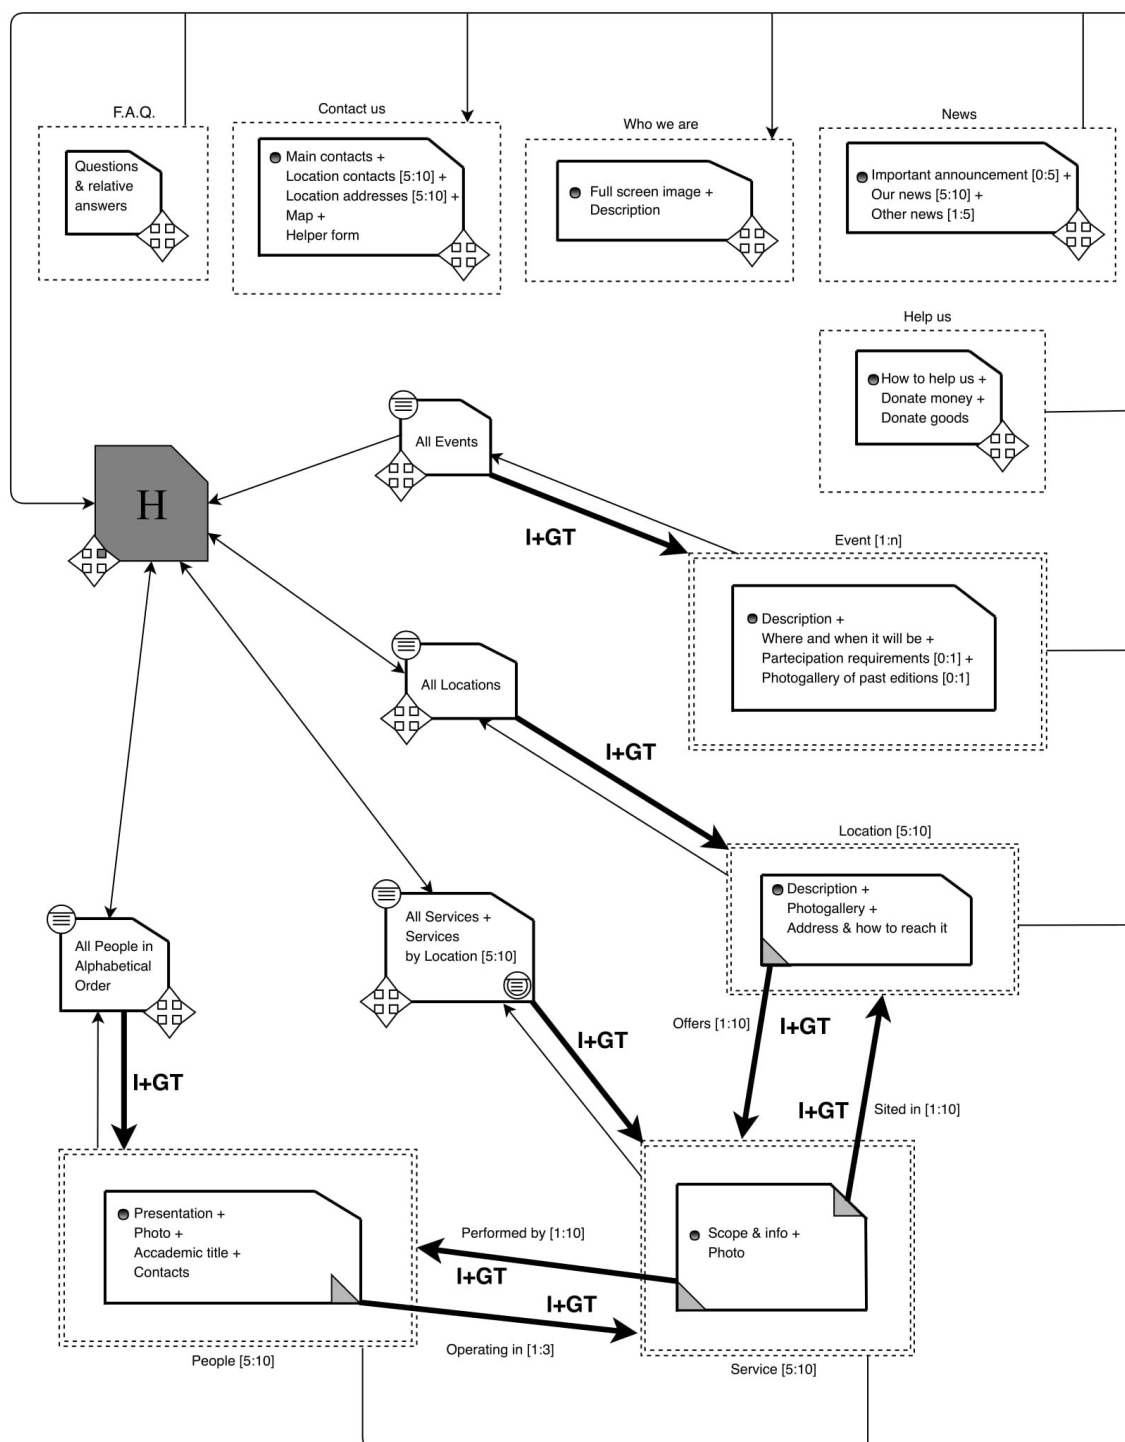 F.A.Q.
Questions
& relative
answers
Contact us
Main contacts +
Location contacts [5:10] +
Location addresses [5:10] +
Map +
Helper form
Who we are
Full screen image +
Description
News
Important announcement [0:5] +
Our news [5:10] +
Other news [1:5]
Help us
How to help us +
Donate money +
Donate goods
All Events
H
I+GT
Event [1:n]
Description +
Where and when it will be +
Partecipation requirements [0:1] +
Photogallery of past editions [0:1]
All Locations
I+GT
Location [5:10]
Description +
Photogallery +
Address & how to reach it
All People in
Alphabetical
Order
All Services +
Services
by Location [5:10]
Offers [1:10]
I+GT
I+GT
I+GT
I+GT
Sited in [1:10]
Presentation +
Photo +
Accademic title +
Contacts
Performed by [1:10]
I+GT
I+GT
Operating in [1:3]
Scope & info +
Photo
People [5:10]
Service [5:10]